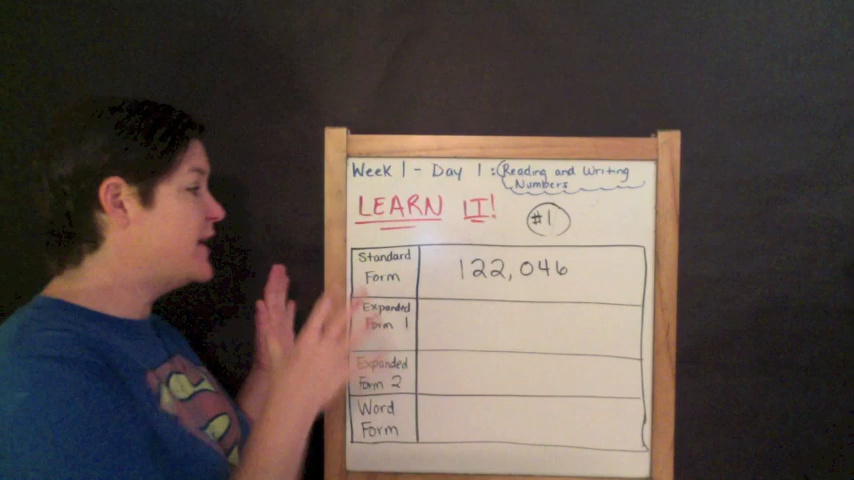 Week 1 - Day 1 : Reading and Writing
Numbers
LEARN IT!
#1
Standard
Form
122,046
Expanded
Form 1
Expanded
Form 2
Word
Form